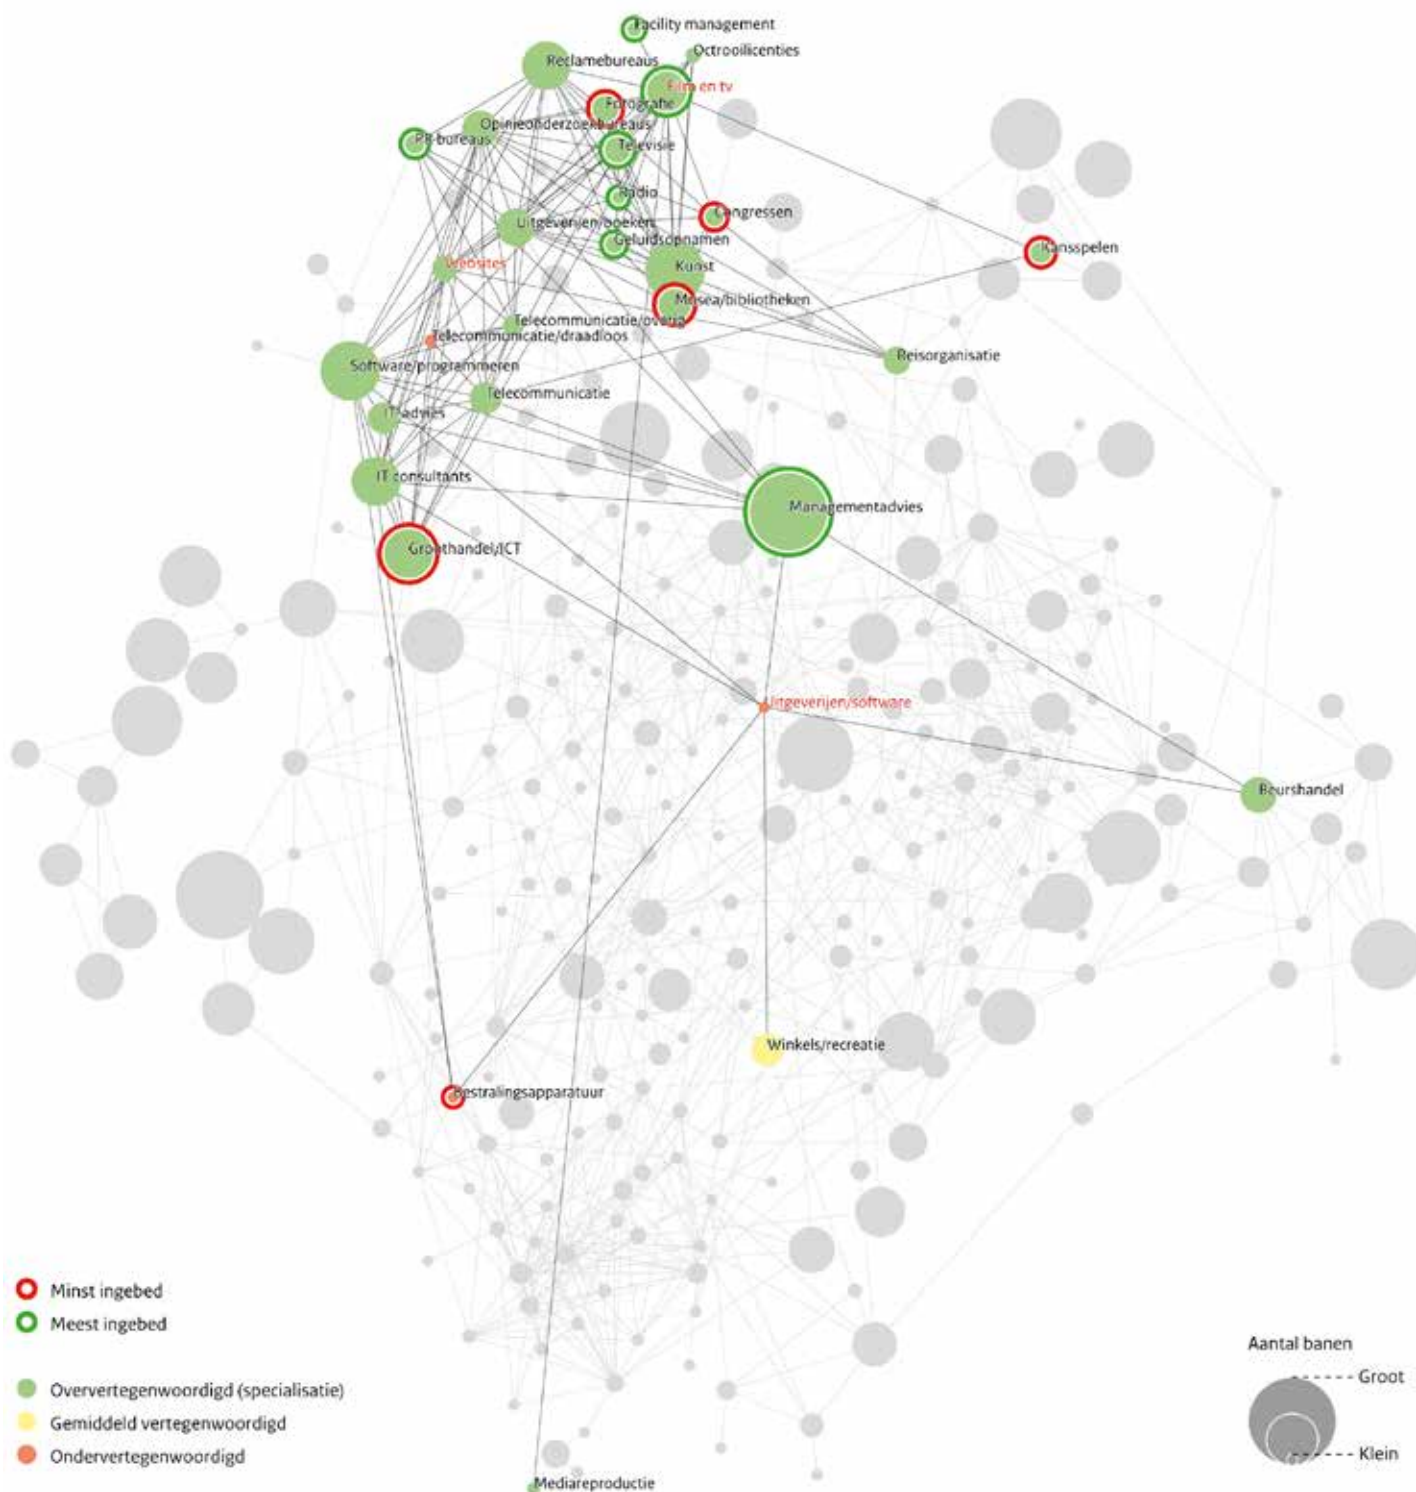 Facility management
Octrooilicenties
Reclamebureaus
Film en tv
Fotografie
Opinieonderzoekbureaus
PR-bureaus
Televisie
Radio
Congressen
Uitgeverijen/boeken
Geluidsopnamen
Kansspelen
Websites
Kunst
Musea/bibliotheken
Telecommunicatie/overig
Telecommunicatie/draadloos
Reisorganisatie
Software/programmeren
Telecommunicatie
IT advies
IT consultants
Managementadvies
Groothandel/ICT
Uitgeverijen/software
Beurshandel
Winkels/recreatie
Bestralingsapparatuur
Minst ingebed
Meest ingebed
Oververtegenwoordigd (specialisatie)
Gemiddeld vertegenwoordigd
Ondervertegenwoordigd
Aantal banen
Groot
Klein
Mediareproductie